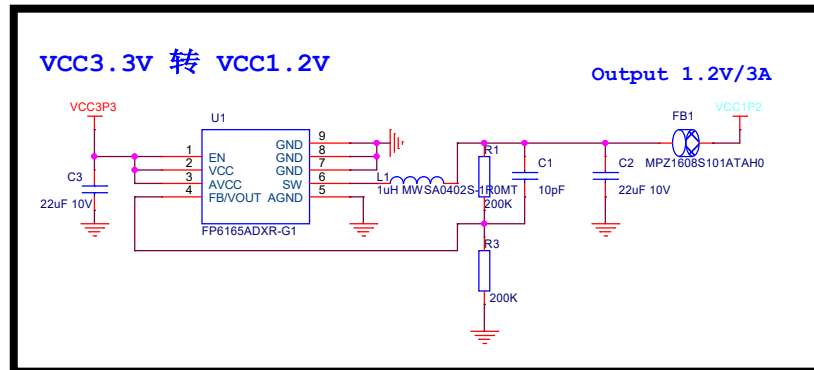 VCC3.3V 转 VCC1.2V
Output 1.2V/3A
VCC3P3
VCC1P2
U1
FB1
MPZ1608S101ATAH0
1
2
3
4
EN
VCC
AVCC
FB/VOUT
GND
GND
GND
SW
AGND
9
8
7
6
5
FP6165ADXR-G1
C3
22uF 10V
L1
1uH MWSA0402S-1R0MT
R1
200K
C1
10pF
C2
22uF 10V
R3
200K